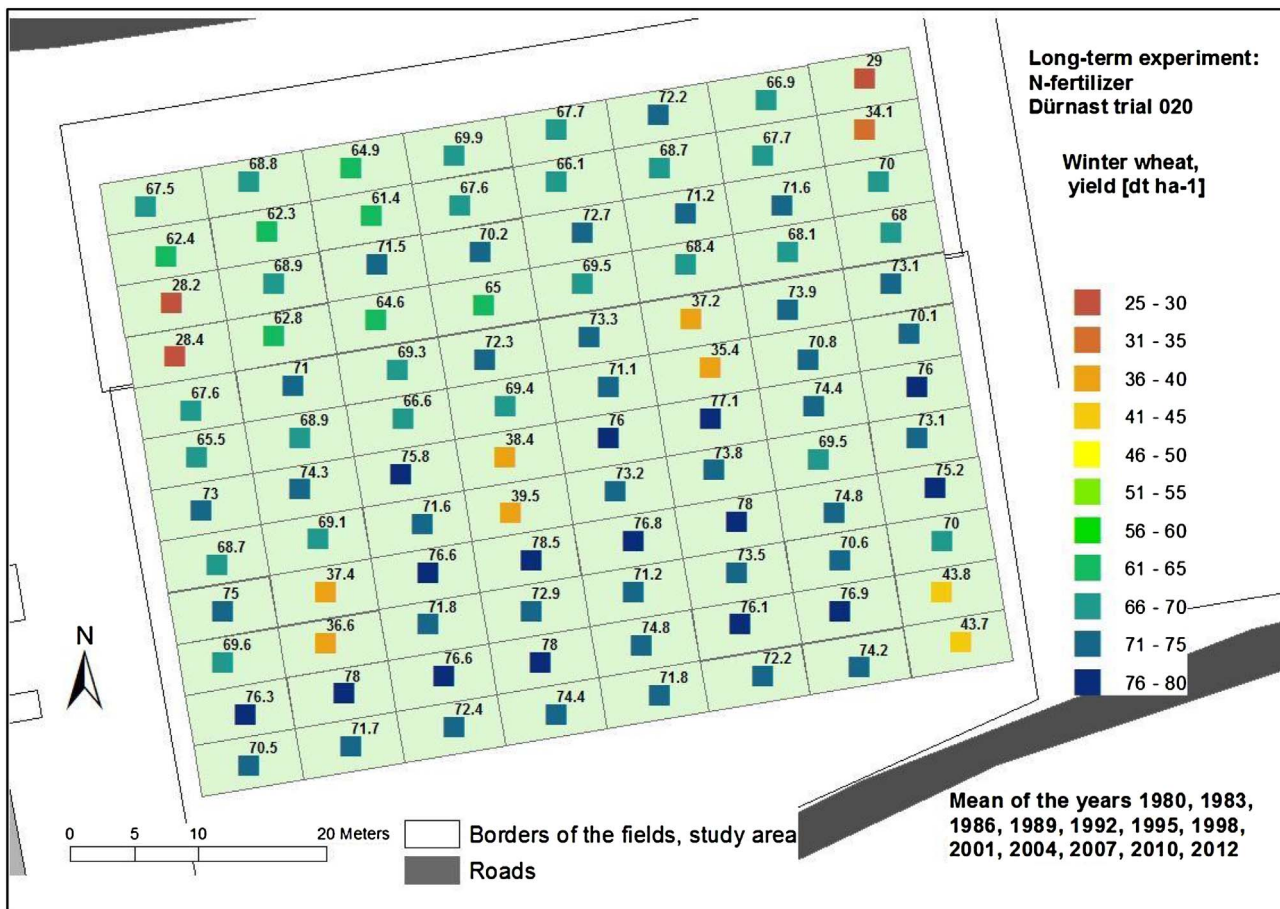 Long-term experiment:
N-fertilizer
Dürnast trial 020
Winter wheat,
yield [dt ha-1]
67.5 68.8 64.9 69.9 67.7 72.2 66.9 29
62.4 62.3 61.4 67.6 66.1 68.7 67.7 34.1
28.2 68.9 71.5 70.2 72.7 71.2 71.6 70
28.4 62.8 64.6 65 69.5 68.4 68.1 68
67.6 71 69.3 72.3 73.3 37.2 73.9 73.1
65.5 68.9 66.6 69.4 71.1 35.4 70.8 70.1
73 74.3 75.8 38.4 76 77.1 74.4 76
68.7 69.1 71.6 39.5 73.2 73.8 69.5 73.1
75 37.4 76.6 78.5 76.8 78 74.8 75.2
69.6 36.6 71.8 72.9 71.2 73.5 70.6 70
76.3 78 76.6 78 74.8 76.1 76.9 43.8
70.5 71.7 72.4 74.4 71.8 72.2 74.2 43.7
25 - 30
31 - 35
36 - 40
41 - 45
46 - 50
51 - 55
56 - 60
61 - 65
66 - 70
71 - 75
76 - 80
N
0 5 10 20 Meters
Borders of the fields, study area
Roads
Mean of the years 1980, 1983,
1986, 1989, 1992, 1995, 1998,
2001, 2004, 2007, 2010, 2012